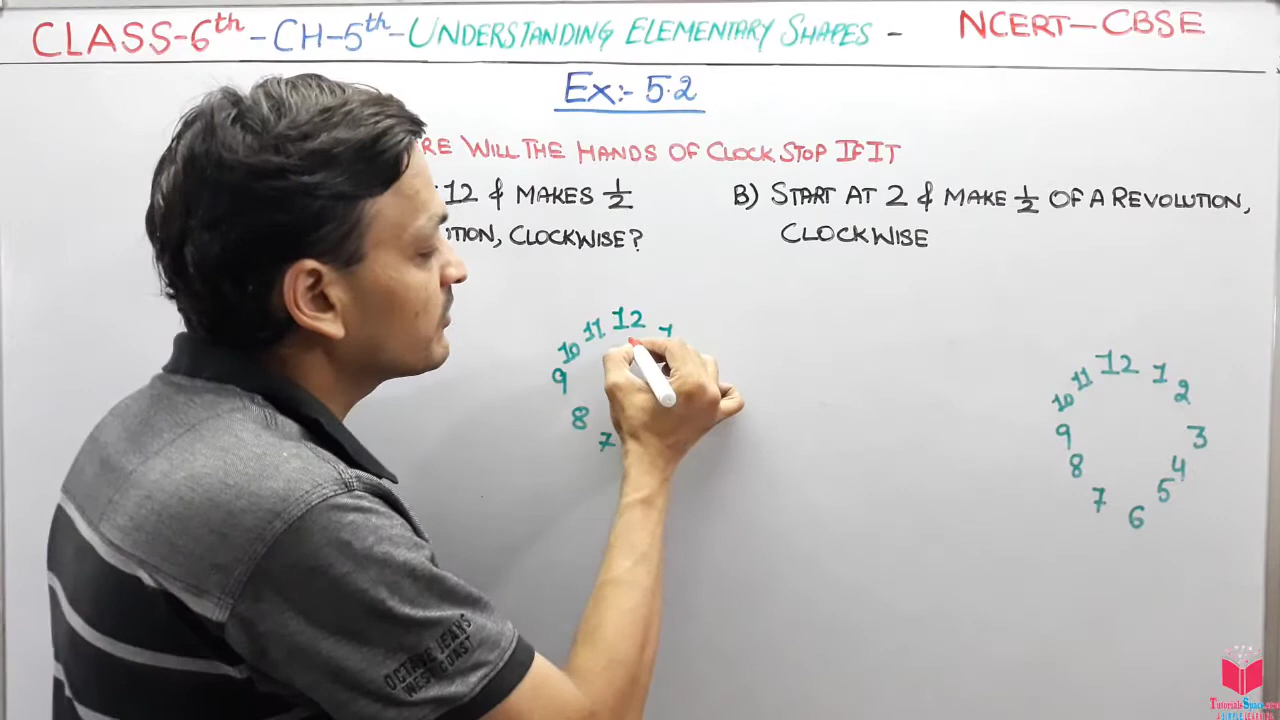 CLASS-6th-CH-5th-UNDERSTANDING ELEMENTARY SHAPES - NCERT-CBSE
Ex:- 5.2
RE WILL THE HANDS OF CLOCK STOP IF IT
12 & MAKES 1/2
TION, CLOCKWISE?
B) START AT 2 & MAKE 1/2 OF A REVOLUTION,
CLOCKWISE
12
11
10
9
8
7
12
11
1
10
2
9
3
8
4
7
5
6
OCTAVE JEANS
WEST COAST